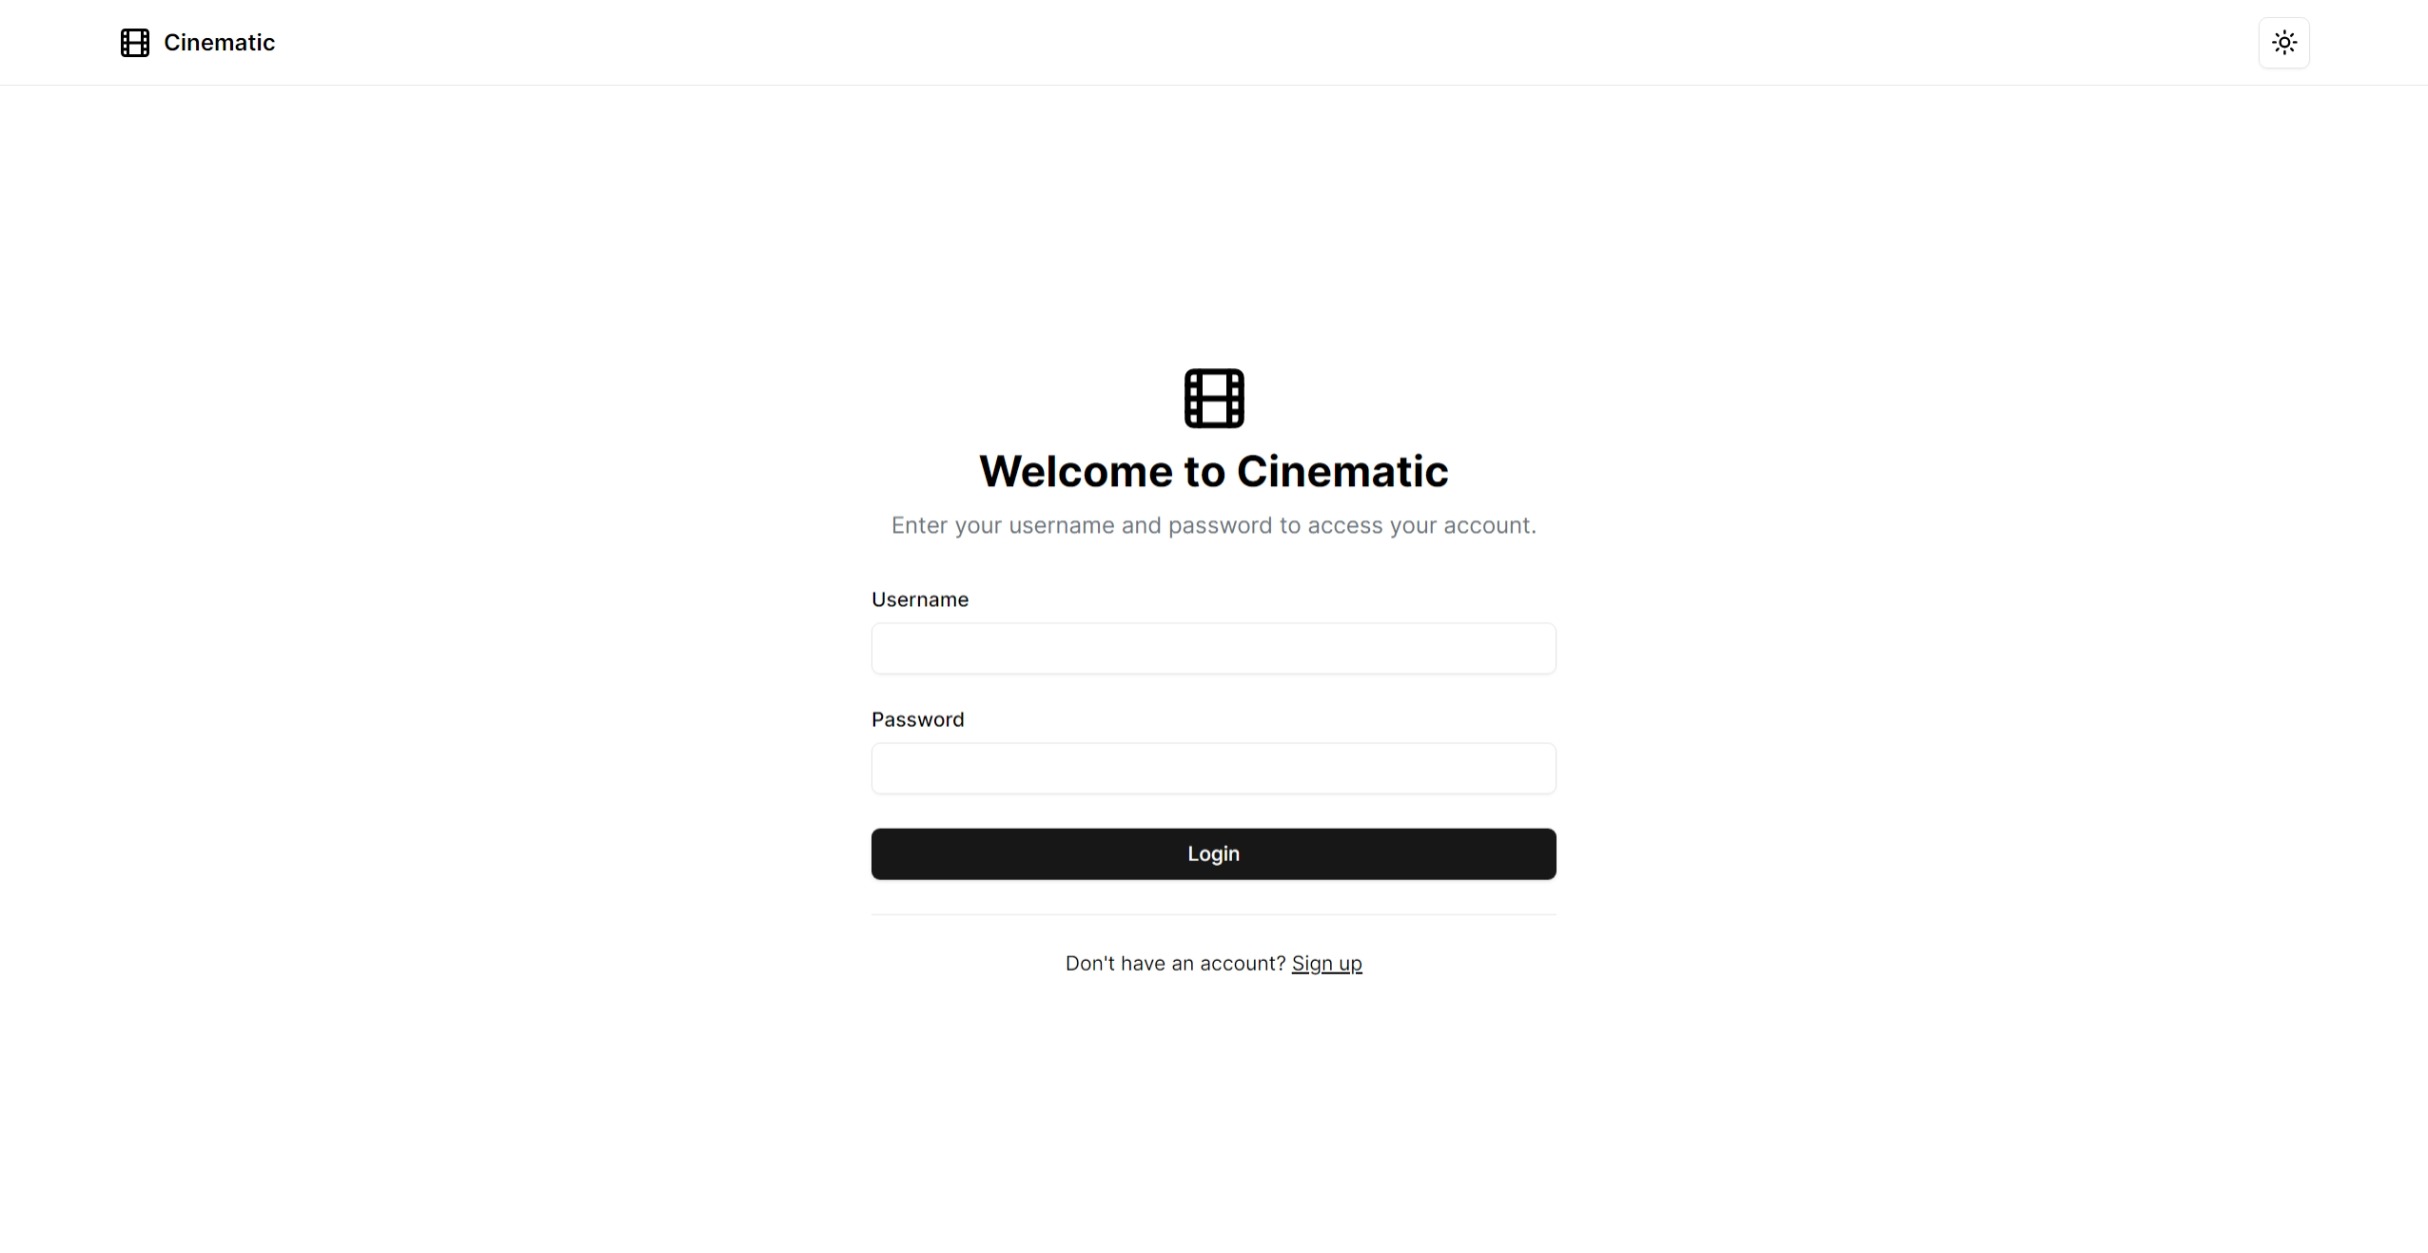 Cinematic
Welcome to Cinematic
Enter your username and password to access your account.
Username
Password
Login
Don't have an account? Sign up